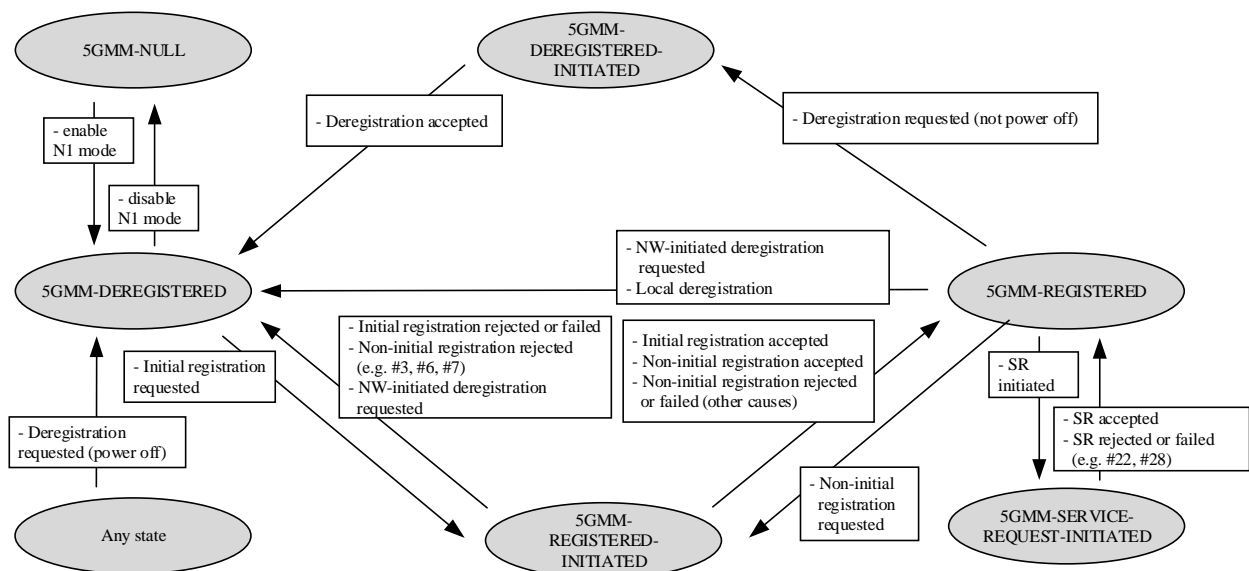 5GMM-NULL
5GMM-
DEREGISTERED-
INITIATED
- enable
N1 mode
- Deregistration accepted
- Deregistration requested (not power off)
- disable
N1 mode
- NW-initiated deregistration
requested
- Local deregistration
5GMM-DEREGISTERED
5GMM-REGISTERED
- Initial registration
requested
- Initial registration rejected or failed
- Non-initial registration rejected
(e.g. #3, #6, #7)
- NW-initiated deregistration
requested
- Initial registration accepted
- Non-initial registration accepted
- Non-initial registration rejected
or failed (other causes)
- SR
initiated
- Deregistration
requested (power off)
- SR accepted
- SR rejected or failed
(e.g. #22, #28)
- Non-initial
registration
requested
Any state
5GMM-
REGISTERED-
INITIATED
5GMM-SERVICE-
REQUEST-INITIATED